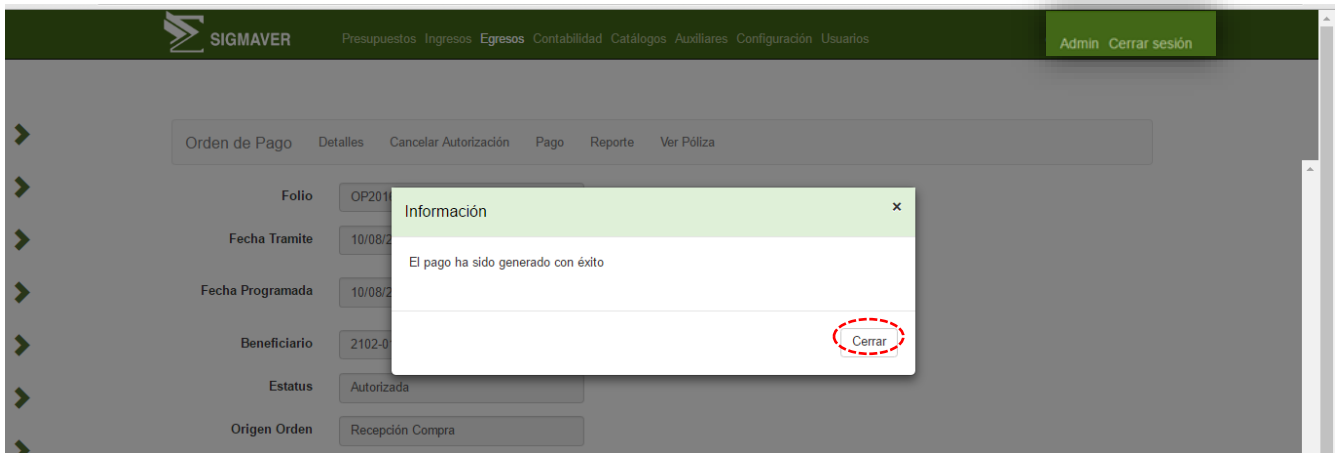 SIGMAVER Presupuestos Ingresos Egresos Contabilidad Catálogos Auxiliares Configuración Usuarios Admin Cerrar sesión
Orden de Pago Detalles Cancelar Autorización Pago Reporte Ver Póliza
Folio
Información ×
Fecha Tramite
El pago ha sido generado con éxito
Fecha Programada
Beneficiario
Cerrar
Estatus Autorizada
Origen Orden Recepción Compra